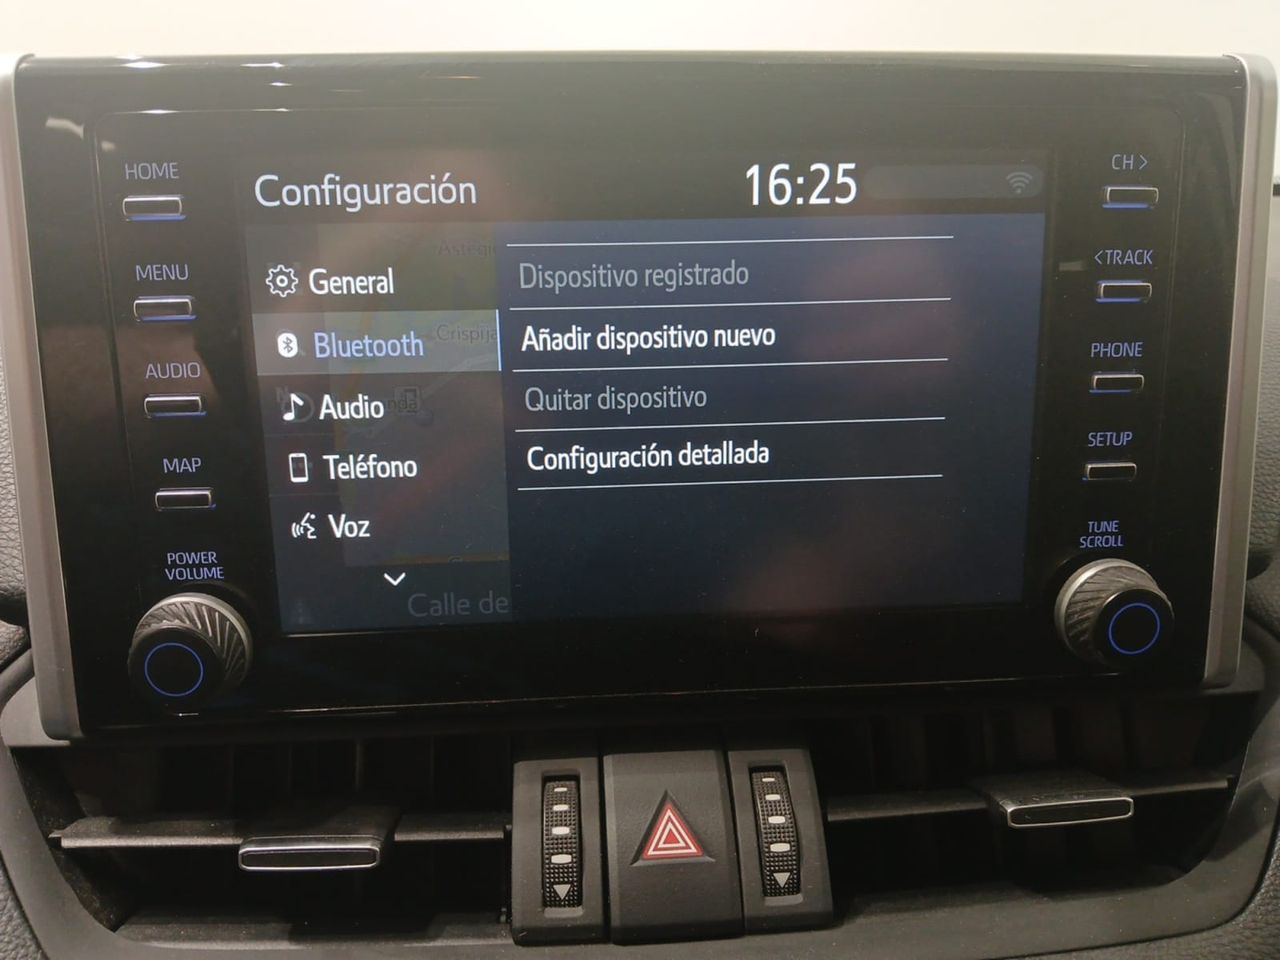 HOME
MENU
AUDIO
MAP
POWER
VOLUME
Configuración
16:25
General
Bluetooth
Audio
Teléfono
Voz
Calle de
Dispositivo registrado
Añadir dispositivo nuevo
Quitar dispositivo
Configuración detallada
CH >
<TRACK
PHONE
SETUP
TUNE
SCROLL